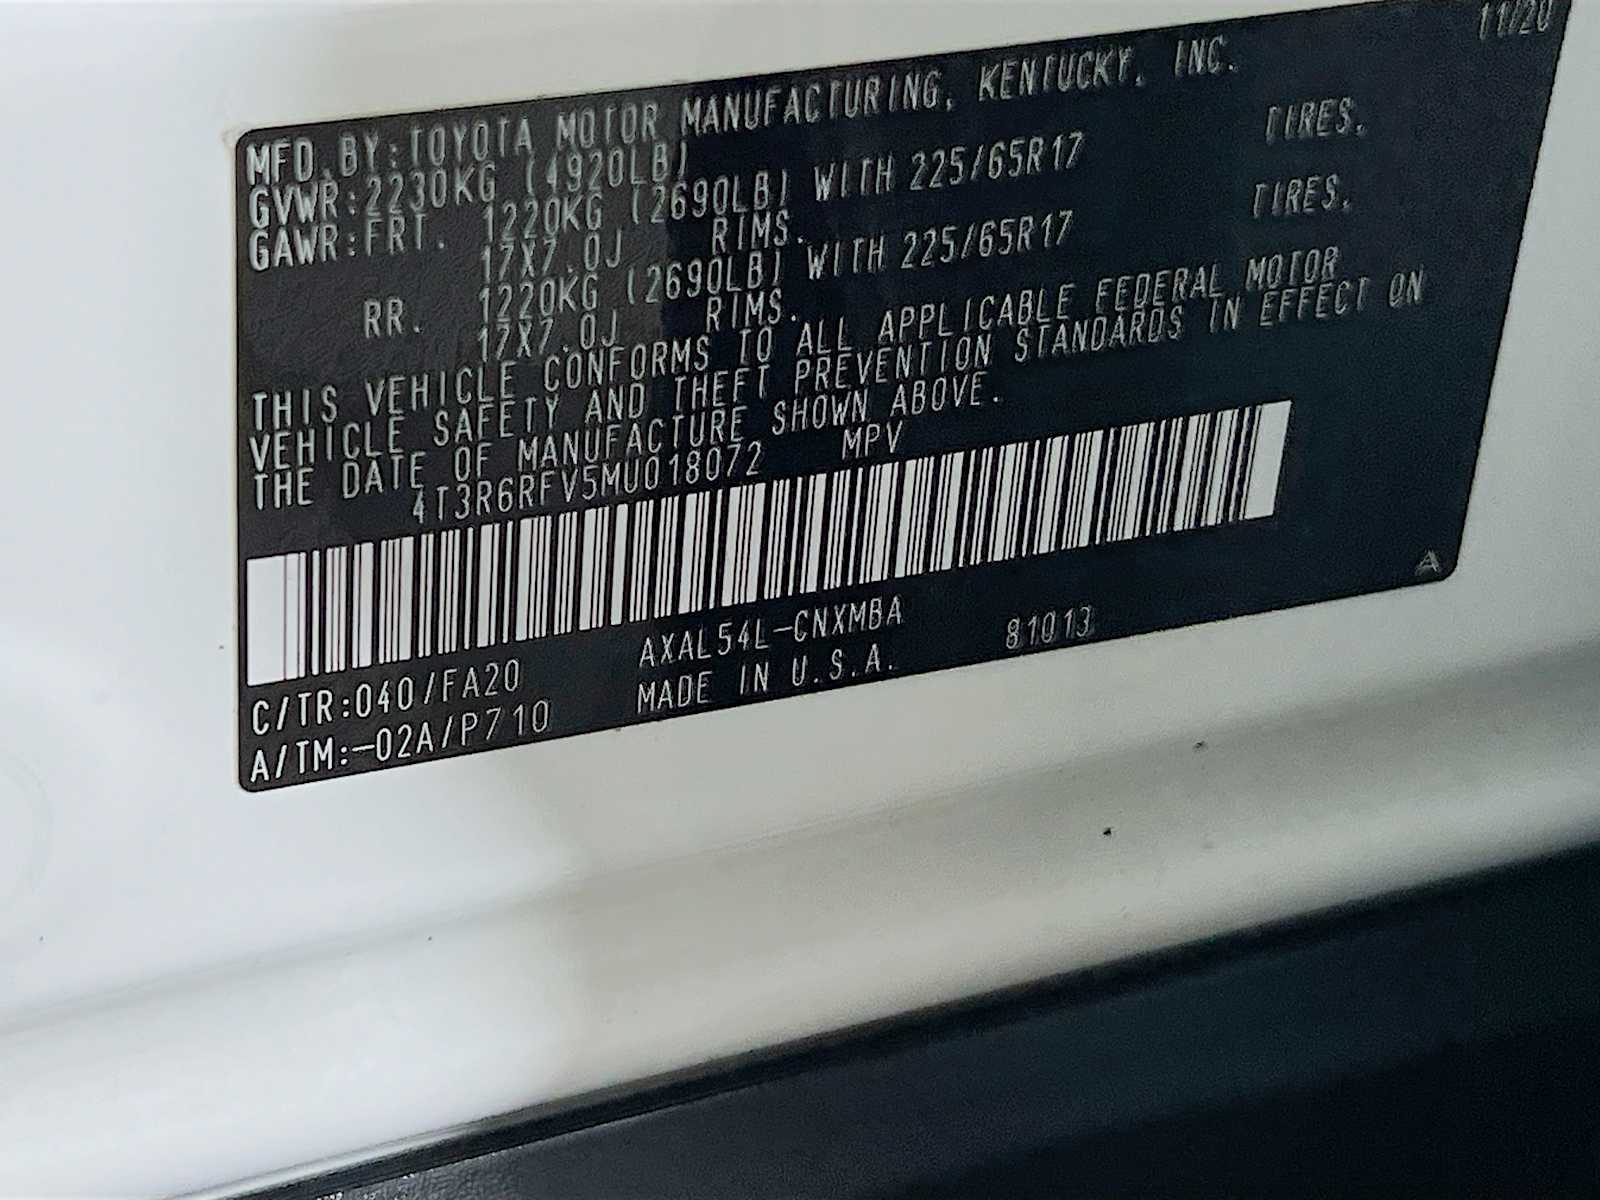 11/20
MFD.BY:TOYOTA MOTOR MANUFACTURING, KENTUCKY, INC.
GVWR:2230KG (4920LB)
GAWR:FRT. 1220KG (2690LB) WITH 225/65R17 TIRES,
17X7.0J RIMS.
RR. 1220KG (2690LB) WITH 225/65R17 TIRES,
17X7.0J RIMS.
THIS VEHICLE CONFORMS TO ALL APPLICABLE FEDERAL MOTOR
VEHICLE SAFETY AND THEFT PREVENTION STANDARDS IN EFFECT ON
THE DATE OF MANUFACTURE SHOWN ABOVE.
4T3R6RFV5MU018072 MPV
C/TR:040/FA20 AXAL54L-CNXMBA 81013 A
A/TM:-02A/P710 MADE IN U.S.A.